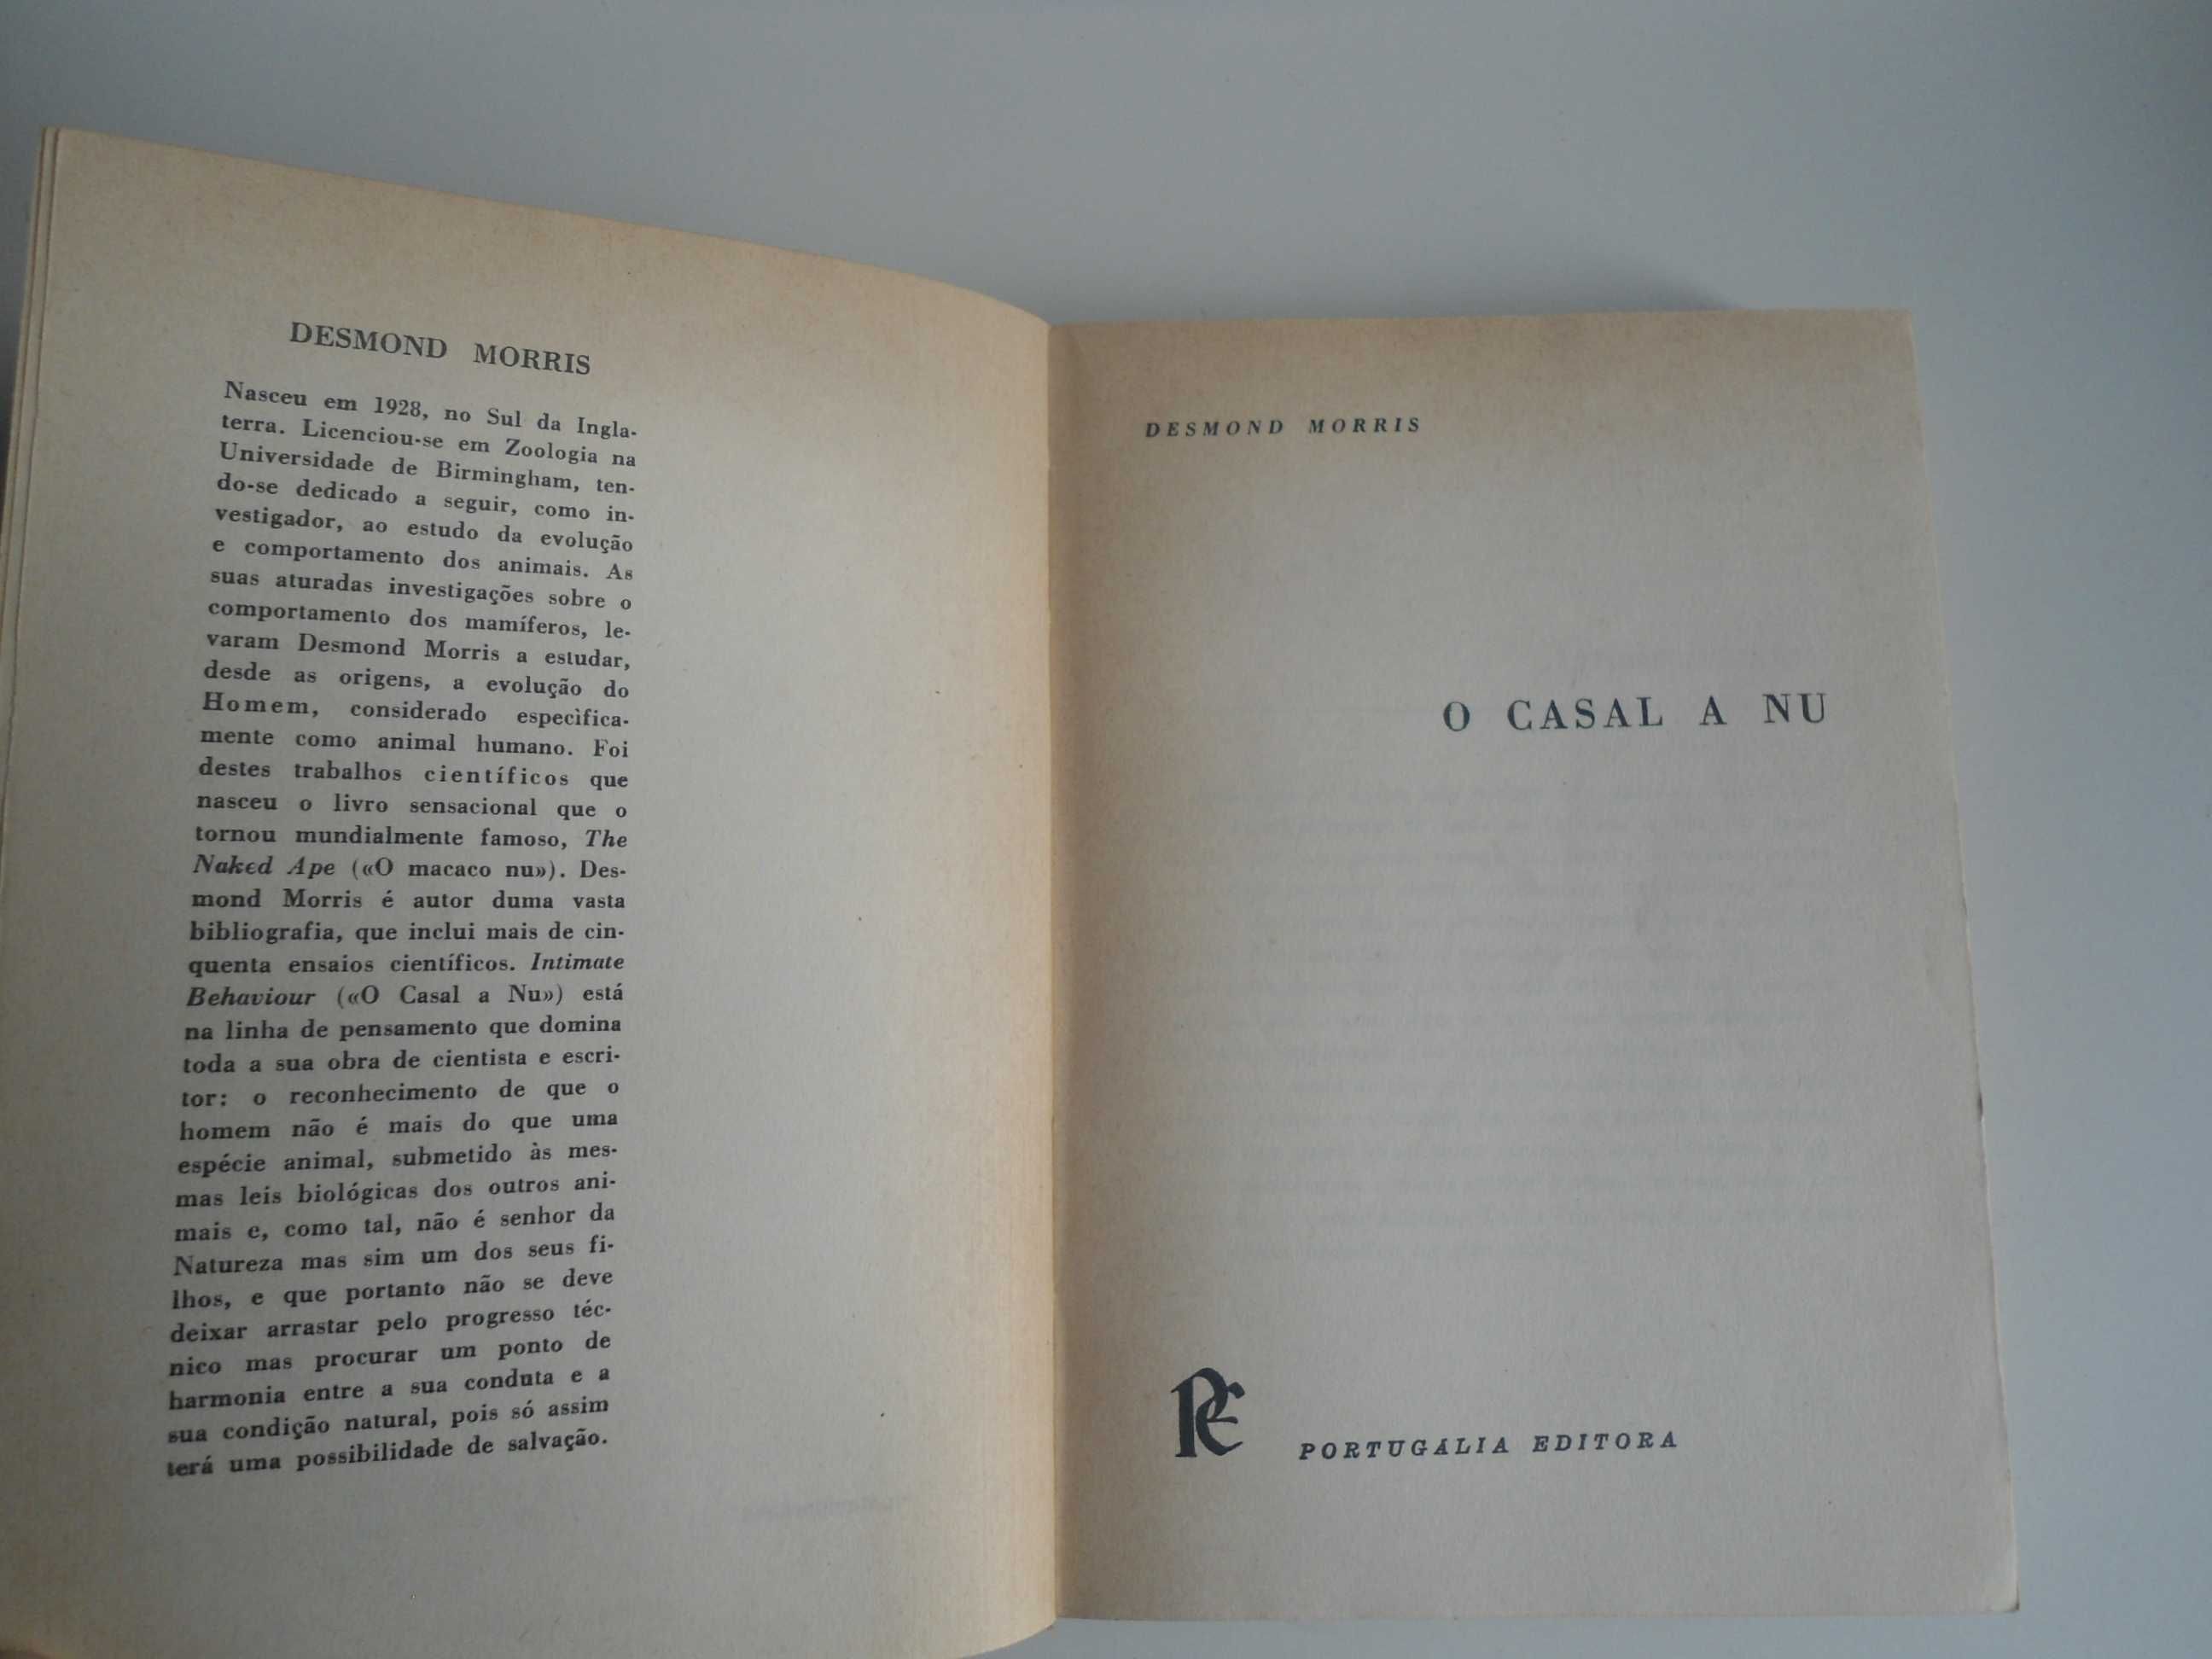 DESMOND MORRIS
Nasceu em 1928, no Sul da Ingla-
terra. Licenciou-se em Zoologia na
Universidade de Birmingham, ten-
do-se dedicado a seguir, como in-
vestigador, ao estudo da evolução
e comportamento dos animais. As
suas aturadas investigações sobre o
comportamento dos mamíferos, le-
varam Desmond Morris a estudar,
desde as origens, a evolução do
Homem, considerado especìfica-
mente como animal humano. Foi
destes trabalhos científicos que
nasceu o livro sensacional que o
tornou mundialmente famoso, The
Naked Ape («O macaco nu»). Des-
mond Morris é autor duma vasta
bibliografia, que inclui mais de cin-
quenta ensaios científicos. Intimate
Behaviour («O Casal a Nu») está
na linha de pensamento que domina
toda a sua obra de cientista e escri-
tor: o reconhecimento de que o
homem não é mais do que uma
espécie animal, submetido às mes-
mas leis biológicas dos outros ani-
mais e, como tal, não é senhor da
Natureza mas sim um dos seus fi-
lhos, e que portanto não se deve
deixar arrastar pelo progresso téc-
nico mas procurar um ponto de
harmonia entre a sua conduta e a
sua condição natural, pois só assim
terá uma possibilidade de salvação.
DESMOND MORRIS
O CASAL A NU
PE
PORTUGÁLIA EDITORA